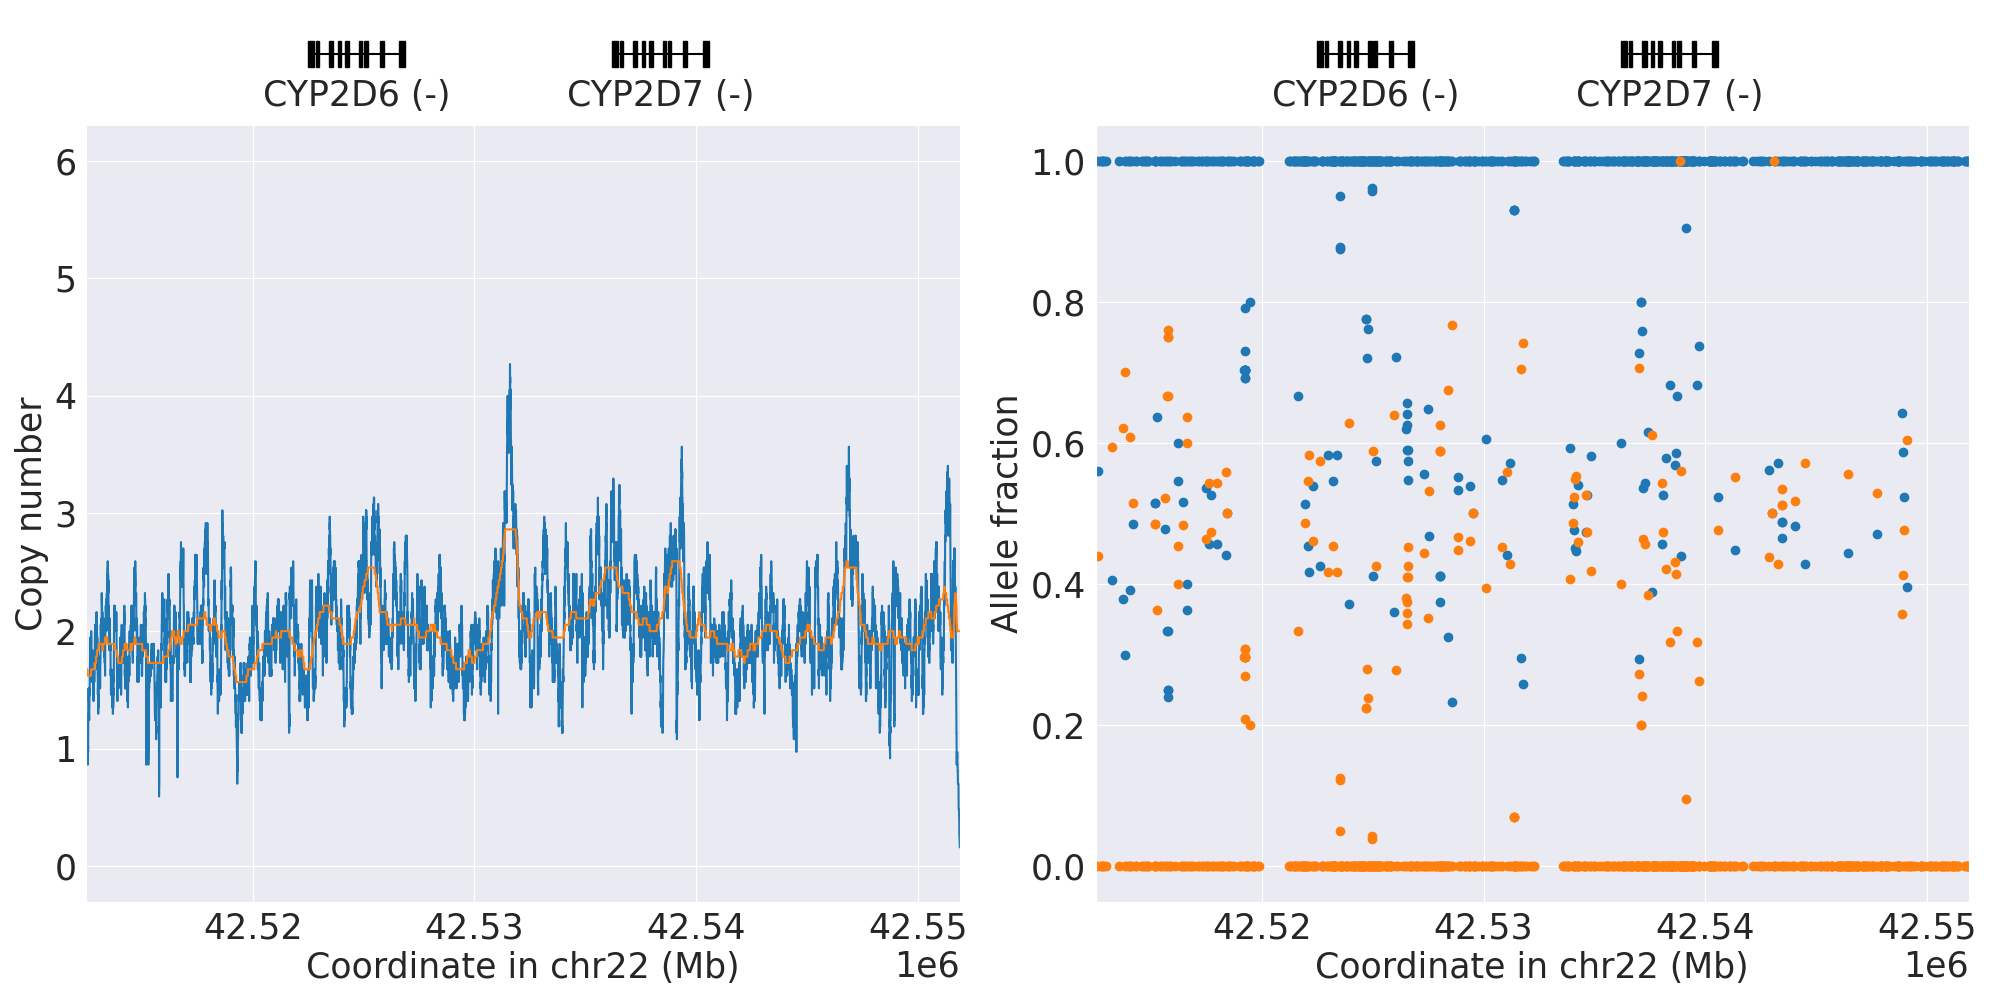 CYP2D6 (-) CYP2D7 (-)
Copy number
6
5
4
3
2
1
0
42.52 42.53 42.54 42.55
Coordinate in chr22 (Mb) 1e6
CYP2D6 (-) CYP2D7 (-)
Allele fraction
1.0
0.8
0.6
0.4
0.2
0.0
42.52 42.53 42.54 42.55
Coordinate in chr22 (Mb) 1e6